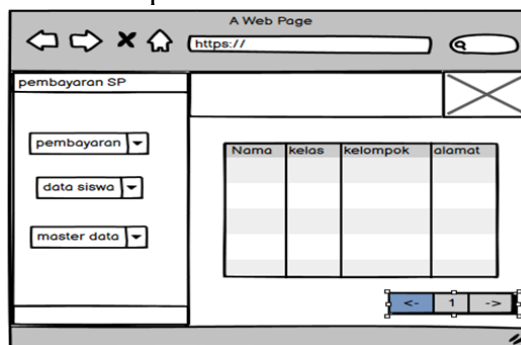 A Web Page
https://
pembayaran SP
pembayaran
data siswa
master data
Nama kelas kelompok alamat
<- 1 ->